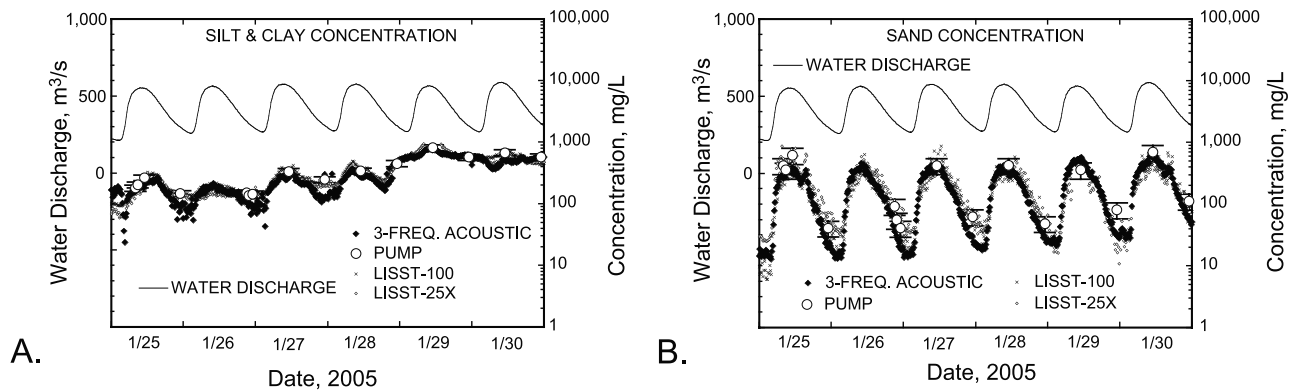 SILT & CLAY CONCENTRATION
Water Discharge, m³/s
1,000
500
0
100,000
10,000
1,000
100
10
1
Concentration, mg/L
3-FREQ. ACOUSTIC
PUMP
LISST-100
LISST-25X
WATER DISCHARGE
1/25
1/26
1/27
1/28
1/29
1/30
Date, 2005
A.
SAND CONCENTRATION
WATER DISCHARGE
Water Discharge, m³/s
1,000
500
0
100,000
10,000
1,000
100
10
1
Concentration, mg/L
3-FREQ. ACOUSTIC
PUMP
LISST-100
LISST-25X
1/25
1/26
1/27
1/28
1/29
1/30
Date, 2005
B.